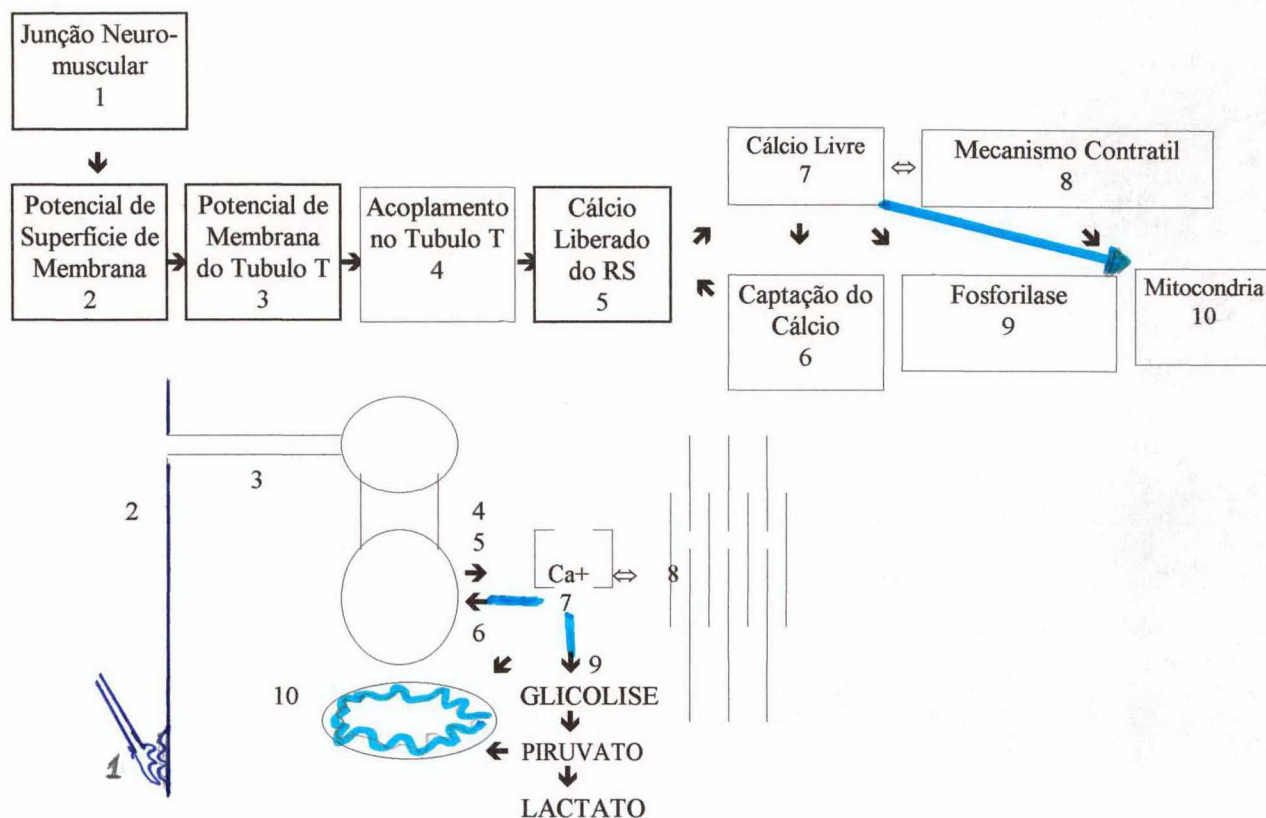 Junção Neuro-
muscular
1
Potencial de
Superfície de
Membrana
2
Potencial de
Membrana
do Tubulo T
3
Acoplamento
no Tubulo T
4
Cálcio
Liberado
do RS
5
Cálcio Livre
7
⇔
Mecanismo Contratil
8
Captação do
Cálcio
6
Fosforilase
9
Mitocondria
10
2
3
4
5
Ca+
7
⇔
8
6
9
10
GLICOLISE
PIRUVATO
LACTATO
1